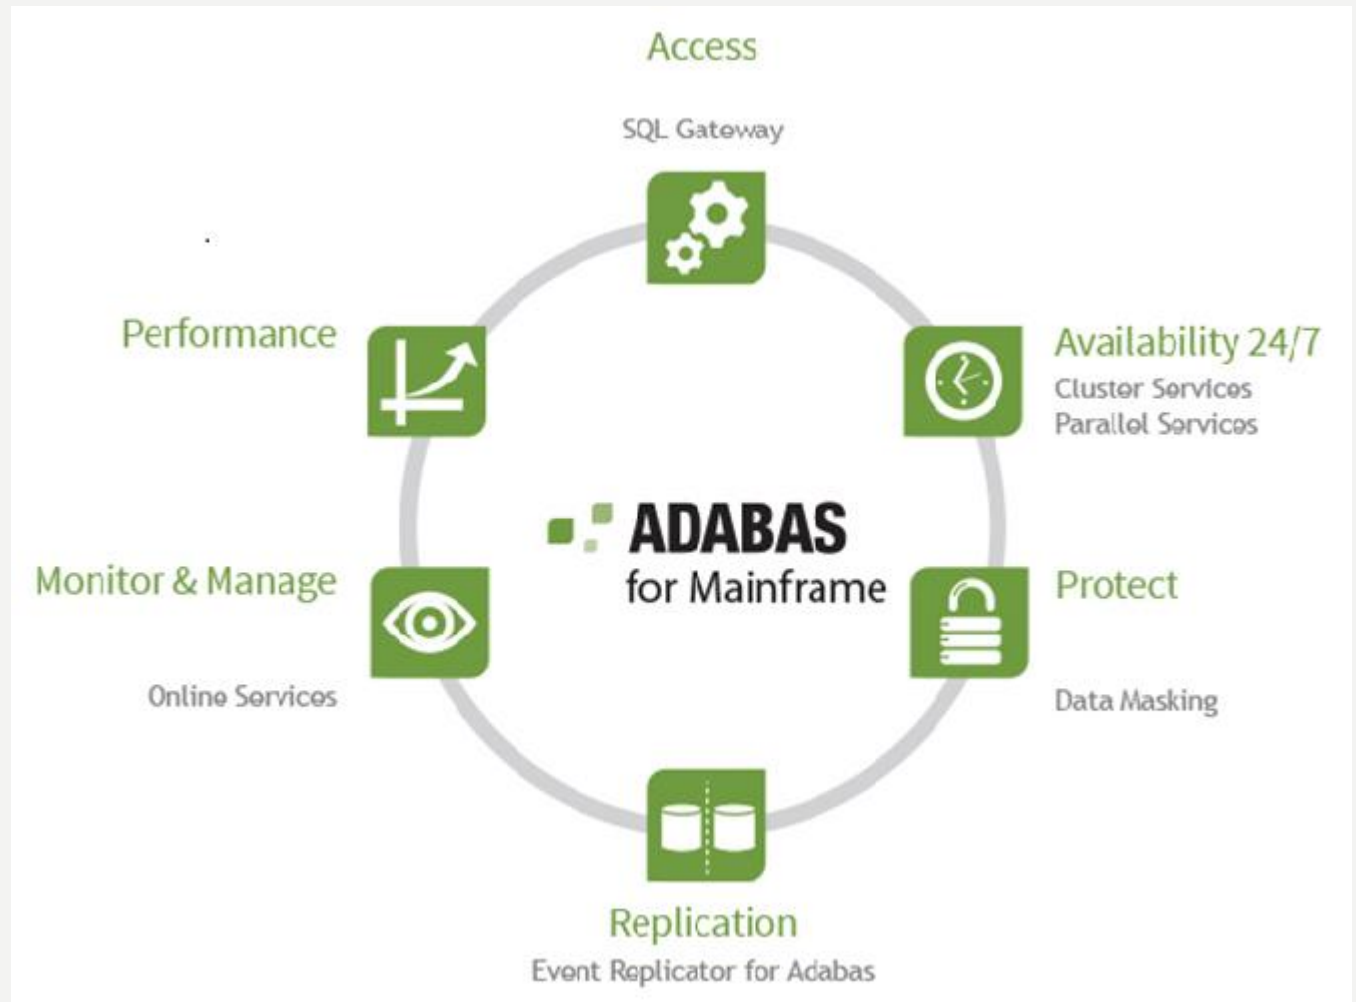 Access
SQL Gateway
Performance
Availability 24/7
Cluster Services
Parallel Services
ADABAS
for Mainframe
Monitor & Manage
Online Services
Protect
Data Masking
Replication
Event Replicator for Adabas